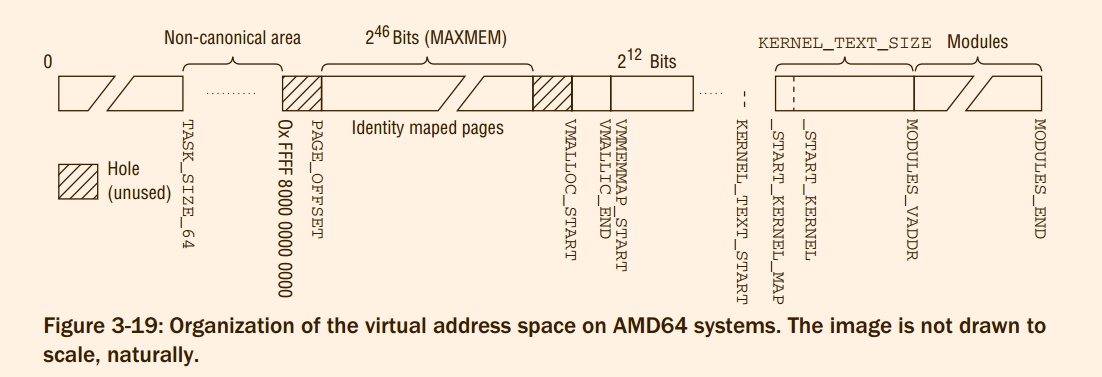 Non-canonical area
2^46 Bits (MAXMEM)
KERNEL_TEXT_SIZE
Modules
0
2^12 Bits
Identity maped pages
TASK_SIZE_64
0x FFFF 8000 0000 0000
PAGE_OFFSET
VMALLOC_START
VMALLIC_END
VMMEMMAP_START
KERNEL_TEXT_START
_START_KERNEL_MAP
_START_KERNEL
MODULES_VADDR
MODULES_END
Hole
(unused)
Figure 3-19: Organization of the virtual address space on AMD64 systems. The image is not drawn to
scale, naturally.